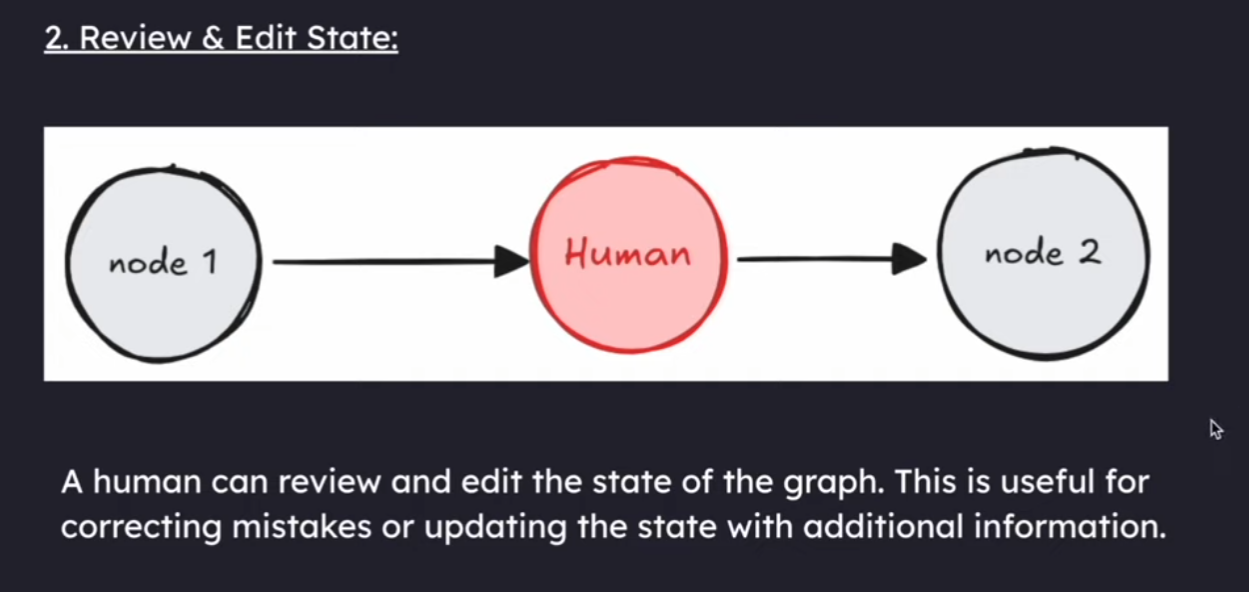 2. Review & Edit State:
node 1
Human
node 2
A human can review and edit the state of the graph. This is useful for
correcting mistakes or updating the state with additional information.